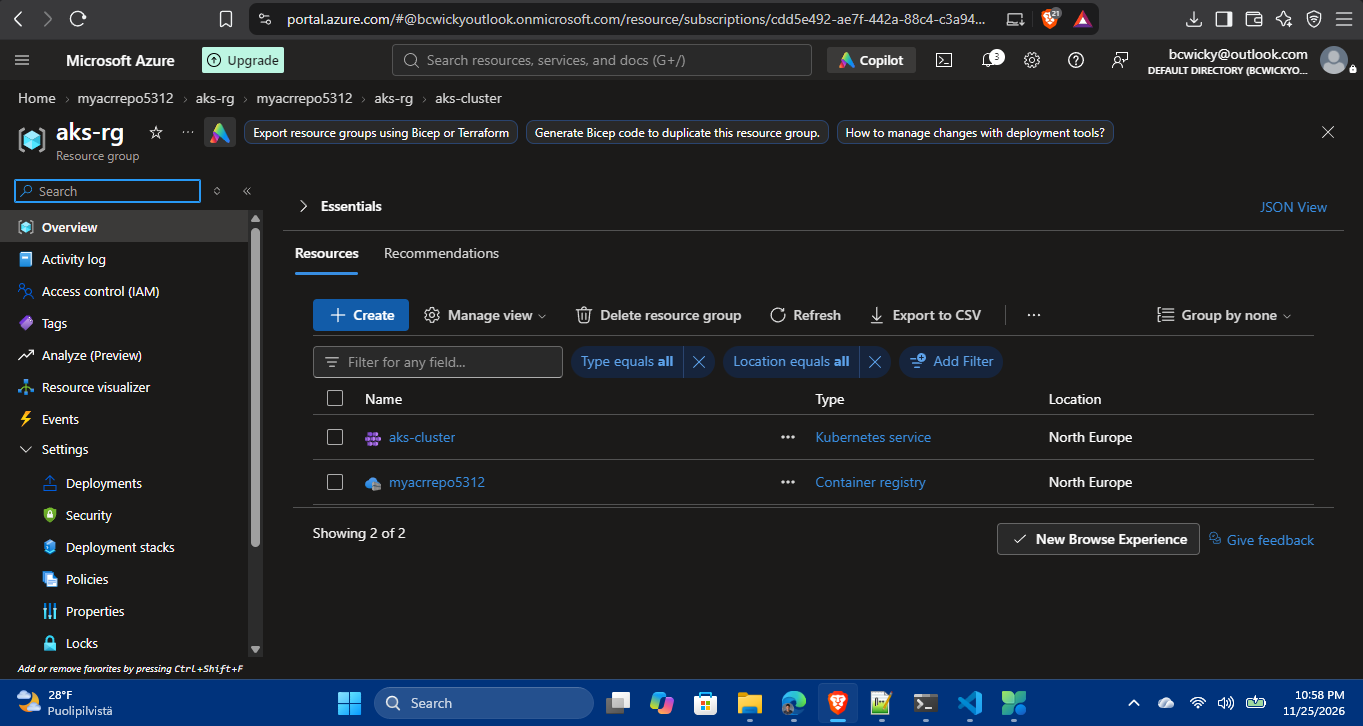 portal.azure.com/#@bcwickyoutlook.onmicrosoft.com/resource/subscriptions/cdd5e492-ae7f-442a-88c4-c3a94...
21
Microsoft Azure
Upgrade
Search resources, services, and docs (G+/)
Copilot
3
bcwicky@outlook.com
DEFAULT DIRECTORY (BCWICKYO...
Home > myacrrepo5312 > aks-rg > myacrrepo5312 > aks-rg > aks-cluster
aks-rg
Resource group
Export resource groups using Bicep or Terraform
Generate Bicep code to duplicate this resource group.
How to manage changes with deployment tools?
Search
Overview
Activity log
Access control (IAM)
Tags
Analyze (Preview)
Resource visualizer
Events
Settings
Deployments
Security
Deployment stacks
Policies
Properties
Locks
Add or remove favorites by pressing Ctrl+Shift+F
Essentials
JSON View
Resources Recommendations
Create Manage view Delete resource group Refresh Export to CSV ... Group by none
Filter for any field... Type equals all Location equals all Add Filter
Name Type Location
aks-cluster ... Kubernetes service North Europe
myacrrepo5312 ... Container registry North Europe
Showing 2 of 2
New Browse Experience
Give feedback
28°F
Puolipilvistä
Search
10:58 PM
11/25/2026